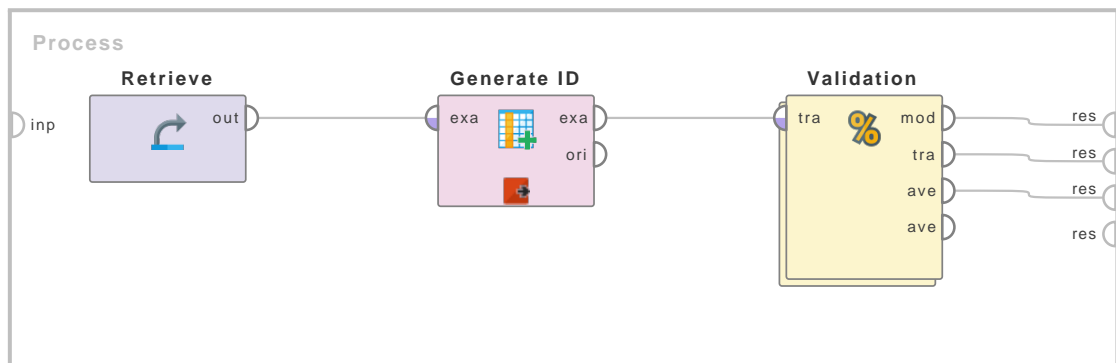 Process
Retrieve
Generate ID
Validation
inp
out
exa
exa
ori
tra
mod
tra
ave
ave
%
res
res
res
res